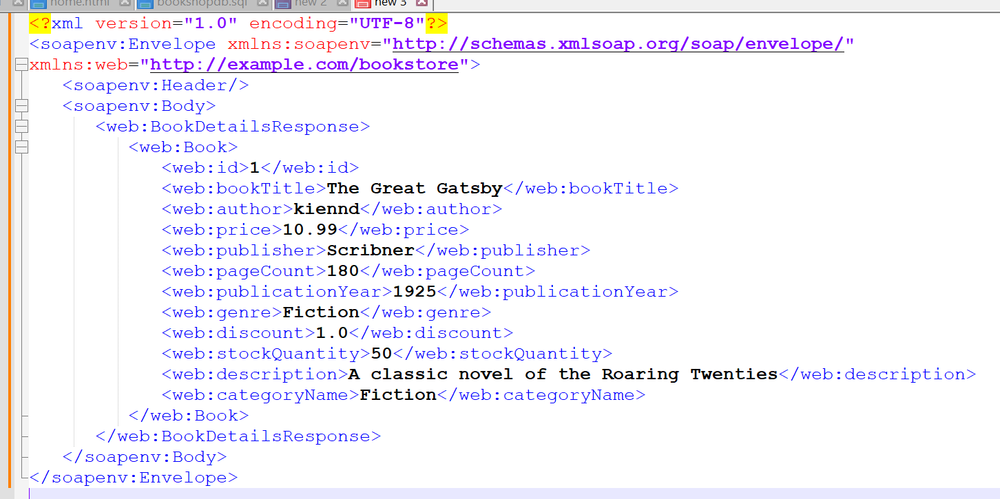 home.html bookshopdb.sql new 2 new 3
<?xml version="1.0" encoding="UTF-8"?>
<soapenv:Envelope xmlns:soapenv="http://schemas.xmlsoap.org/soap/envelope/"
xmlns:web="http://example.com/bookstore">
   <soapenv:Header/>
   <soapenv:Body>
      <web:BookDetailsResponse>
         <web:Book>
            <web:id>1</web:id>
            <web:bookTitle>The Great Gatsby</web:bookTitle>
            <web:author>kiennd</web:author>
            <web:price>10.99</web:price>
            <web:publisher>Scribner</web:publisher>
            <web:pageCount>180</web:pageCount>
            <web:publicationYear>1925</web:publicationYear>
            <web:genre>Fiction</web:genre>
            <web:discount>1.0</web:discount>
            <web:stockQuantity>50</web:stockQuantity>
            <web:description>A classic novel of the Roaring Twenties</web:description>
            <web:categoryName>Fiction</web:categoryName>
         </web:Book>
      </web:BookDetailsResponse>
   </soapenv:Body>
</soapenv:Envelope>